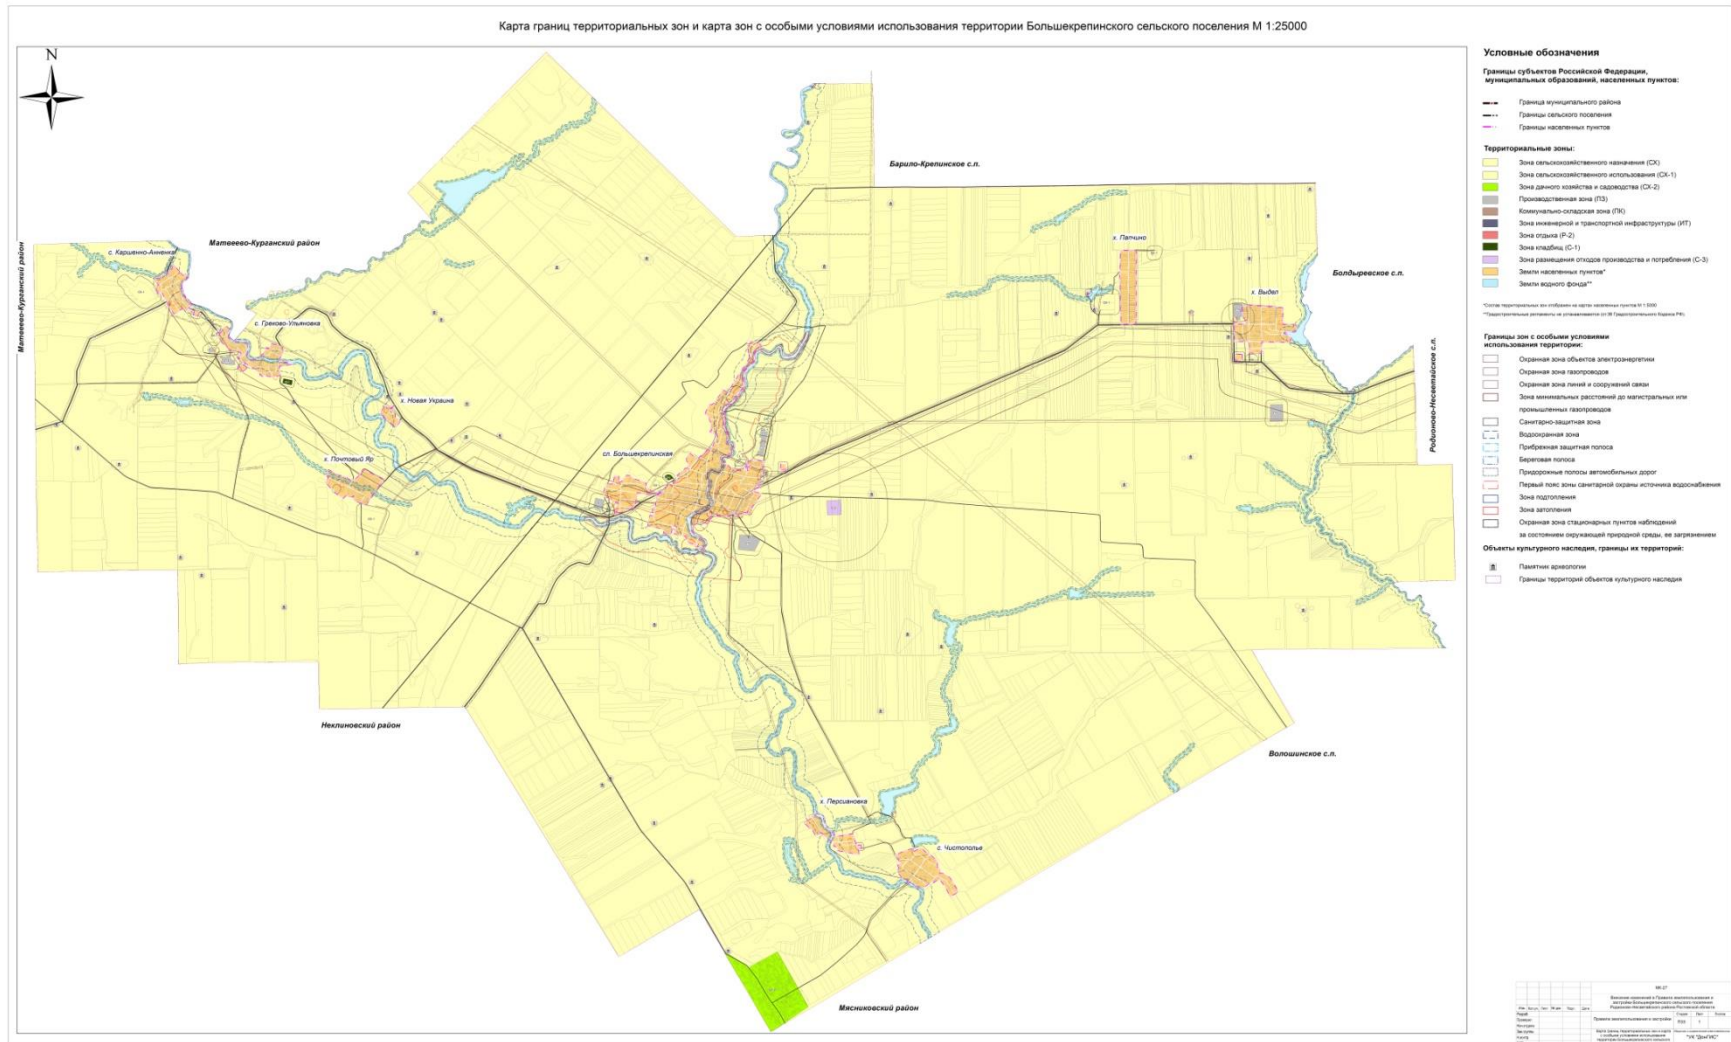 Карта границ территориальных зон и карта зон с особыми условиями использования территории Большекрепинского сельского поселения М 1:25000
N
Барило-Крепинское с.п.
Матвеево-Курганский район
Матвеево-Курганский район
с. Каршенно-Анненка
с. Греково-Ульяновка
х. Новая Украина
х. Почтовый Яр
сл. Большекрепинская
х. Папчино
х. Выдел
Болдыревское с.п.
Родионово-Несветайское с.п.
Неклиновский район
х. Персиановка
с. Чистополье
Волошинское с.п.
Мясниковский район
Условные обозначения
Границы субъектов Российской Федерации,
муниципальных образований, населенных пунктов:
Граница муниципального района
Границы сельского поселения
Границы населенных пунктов
Территориальные зоны:
Зона сельскохозяйственного назначения (СХ)
Зона сельскохозяйственного использования (СХ-1)
Зона дачного хозяйства и садоводства (СХ-2)
Производственная зона (ПЗ)
Коммунально-складская зона (ПК)
Зона инженерной и транспортной инфраструктуры (ИТ)
Зона отдыха (Р-2)
Зона кладбищ (С-1)
Зона размещения отходов производства и потребления (С-3)
Земли населенных пунктов*
Земли водного фонда**
Границы зон с особыми условиями
использования территории:
Охранная зона объектов электроэнергетики
Охранная зона газопроводов
Охранная зона линий и сооружений связи
Зона минимальных расстояний до магистральных или
промышленных газопроводов
Санитарно-защитная зона
Водоохранная зона
Прибрежная защитная полоса
Береговая полоса
Придорожные полосы автомобильных дорог
Первый пояс зоны санитарной охраны источника водоснабжения
Зона подтопления
Зона затопления
Охранная зона стационарных пунктов наблюдений
за состоянием окружающей природной среды, ее загрязнением
Объекты культурного наследия, границы их территорий:
Памятник археологии
Границы территорий объектов культурного наследия
Правила землепользования и застройки
"УК "ДонГИС"